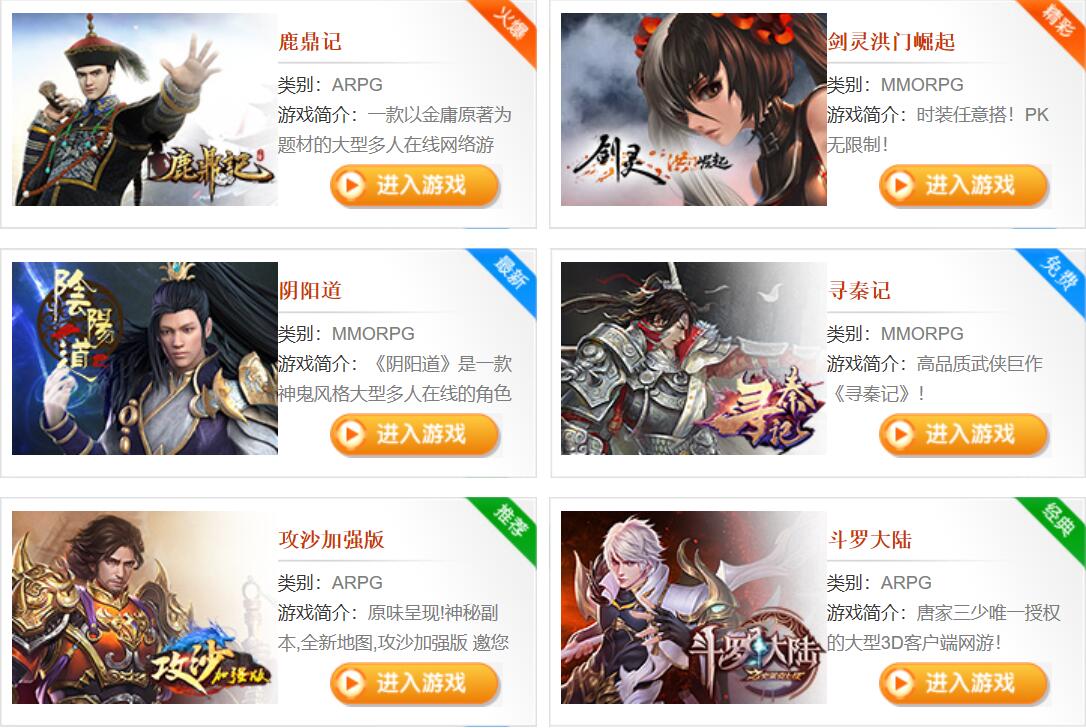 火爆
鹿鼎記
鹿鼎记
类别：ARPG
游戏简介：一款以金庸原著为
题材的大型多人在线网络游
进入游戏
精彩
剑灵 洪门崛起
剑灵洪门崛起
类别：MMORPG
游戏简介：时装任意搭！PK
无限制！
进入游戏
最新
陰陽道
阴阳道
类别：MMORPG
游戏简介：《阴阳道》是一款
神鬼风格大型多人在线的角色
进入游戏
免费
寻秦记
寻秦记
类别：MMORPG
游戏简介：高品质武侠巨作
《寻秦记》！
进入游戏
推荐
攻沙加强版
攻沙加强版
类别：ARPG
游戏简介：原味呈现!神秘副
本,全新地图,攻沙加强版 邀您
进入游戏
经典
斗罗大陆
斗罗大陆
类别：ARPG
游戏简介：唐家三少唯一授权
的大型3D客户端网游！
进入游戏